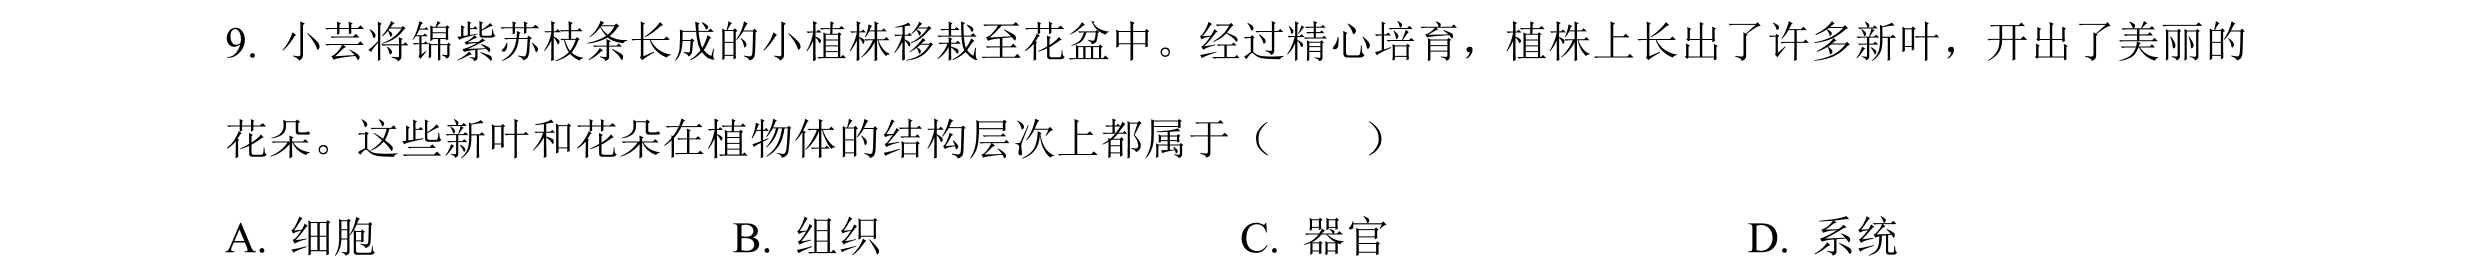 9. 小芸将锦紫苏枝条长成的小植株移栽至花盆中。经过精心培育，植株上长出了许多新叶，开出了美丽的
花朵。这些新叶和花朵在植物体的结构层次上都属于（　　）
A. 细胞　　B. 组织　　C. 器官　　D. 系统